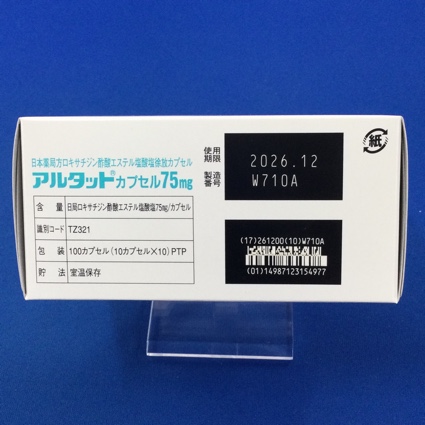 日本薬局方ロキサチジン酢酸エステル塩酸塩徐放カプセル
アルタット®カプセル75mg
含量 日局ロキサチジン酢酸エステル塩酸塩75mg/カプセル
識別コード TZ321
包装 100カプセル(10カプセル×10)PTP
貯法 室温保存
使用期限 2026.12
製造番号 W710A
(17)261200(10)W710A
(01)14987123154977
紙